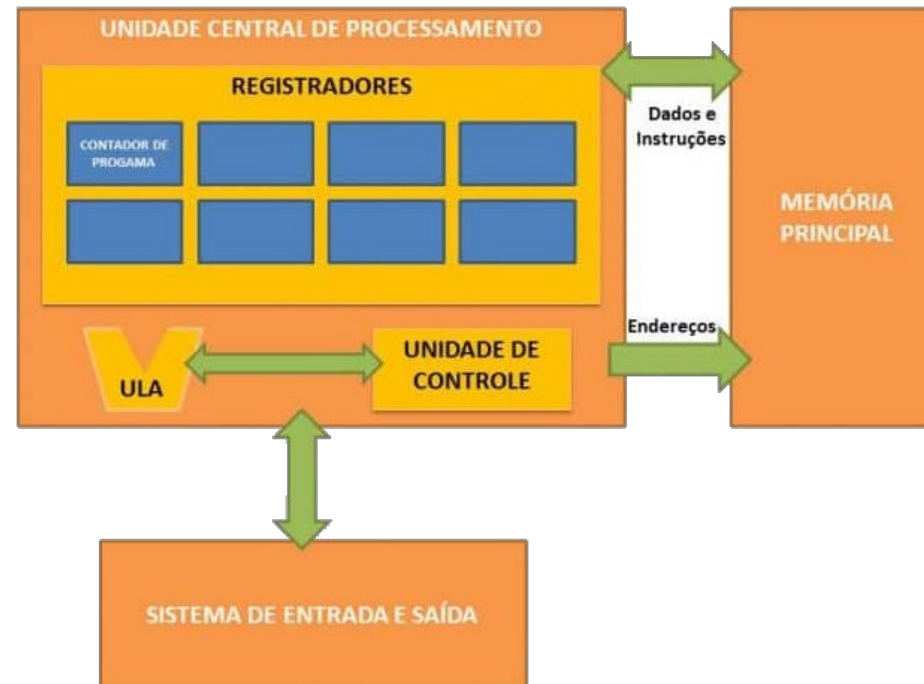 UNIDADE CENTRAL DE PROCESSAMENTO
REGISTRADORES
CONTADOR DE
PROGAMA
Dados e
Instruções
MEMÓRIA
PRINCIPAL
Endereços
ULA
UNIDADE DE
CONTROLE
SISTEMA DE ENTRADA E SAÍDA